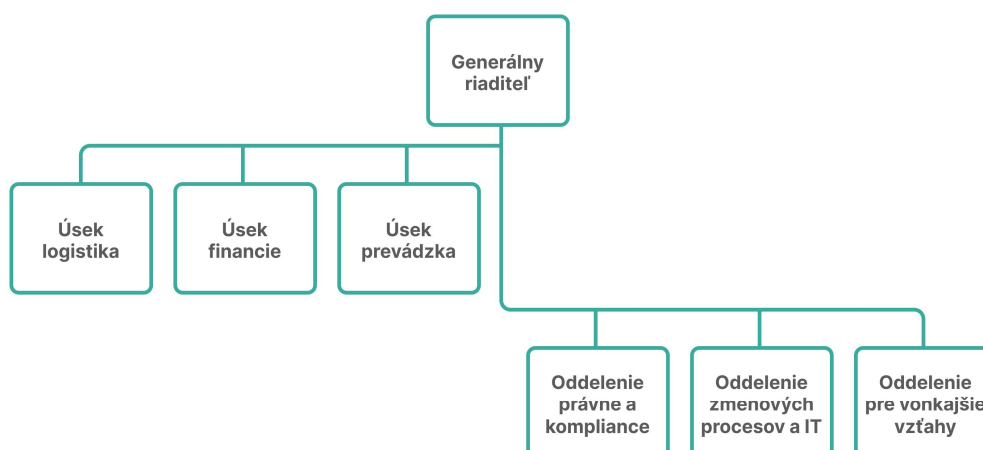 Generálny
riaditeľ
Úsek
logistika
Úsek
financie
Úsek
prevádzka
Oddelenie
právne a
kompliance
Oddelenie
zmenových
procesov a IT
Oddelenie
pre vonkajšie
vzťahy